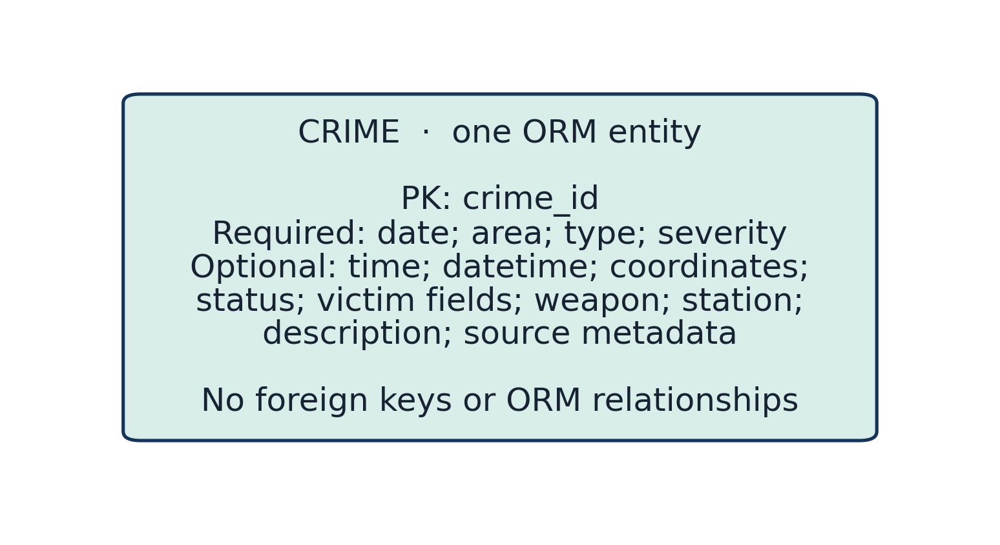 CRIME · one ORM entity
PK: crime_id
Required: date; area; type; severity
Optional: time; datetime; coordinates;
status; victim fields; weapon; station;
description; source metadata
No foreign keys or ORM relationships